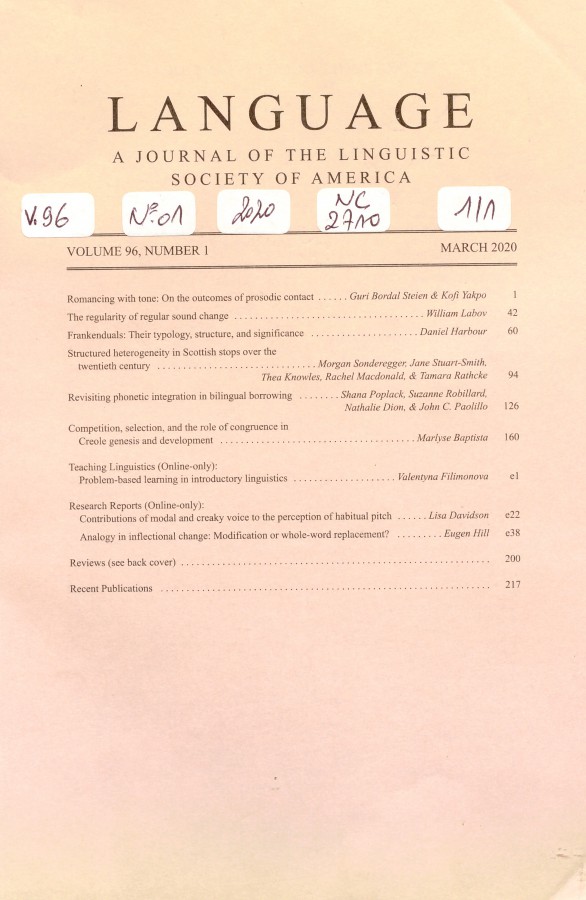 LANGUAGE
A JOURNAL OF THE LINGUISTIC
SOCIETY OF AMERICA
V.96 Nº01 2020 NC 2710 1/1
VOLUME 96, NUMBER 1 MARCH 2020
Romancing with tone: On the outcomes of prosodic contact ...... Guri Bordal Steien & Kofi Yakpo 1
The regularity of regular sound change ...................................... William Labov 42
Frankenduals: Their typology, structure, and significance ........................ Daniel Harbour 60
Structured heterogeneity in Scottish stops over the
twentieth century ................................ Morgan Sonderegger, Jane Stuart-Smith,
Thea Knowles, Rachel Macdonald, & Tamara Rathcke 94
Revisiting phonetic integration in bilingual borrowing ........ Shana Poplack, Suzanne Robillard,
Nathalie Dion, & John C. Paolillo 126
Competition, selection, and the role of congruence in
Creole genesis and development ...................................... Marlyse Baptista 160
Teaching Linguistics (Online-only):
Problem-based learning in introductory linguistics .................... Valentyna Filimonova e1
Research Reports (Online-only):
Contributions of modal and creaky voice to the perception of habitual pitch ...... Lisa Davidson e22
Analogy in inflectional change: Modification or whole-word replacement? ......... Eugen Hill e38
Reviews (see back cover) ............................................................ 200
Recent Publications ................................................................ 217